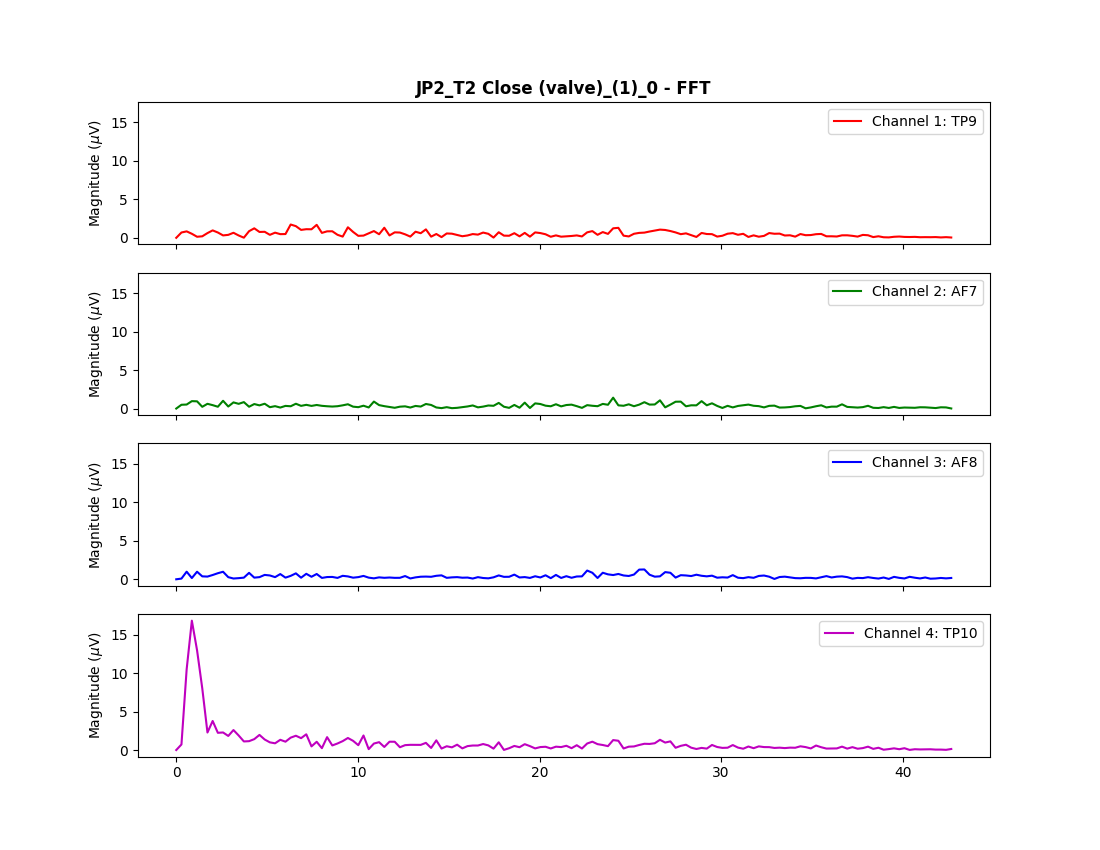 JP2_T2 Close (valve)_(1)_0 - FFT
Channel 1: TP9
Magnitude (μV)
15
10
5
0
Channel 2: AF7
Magnitude (μV)
15
10
5
0
Channel 3: AF8
Magnitude (μV)
15
10
5
0
Channel 4: TP10
Magnitude (μV)
15
10
5
0
0 10 20 30 40